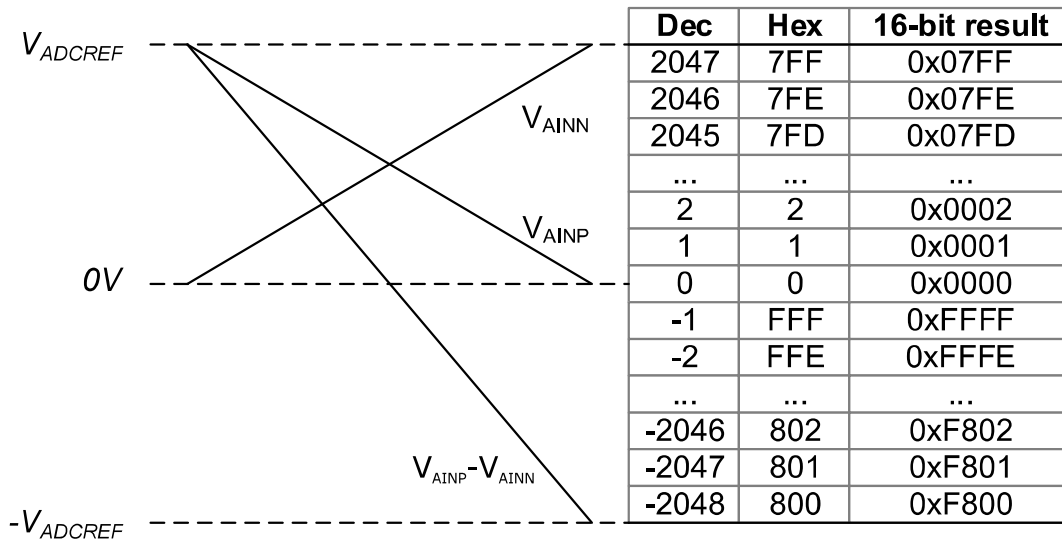 Dec Hex 16-bit result
V_ADCREF
2047 7FF 0x07FF
2046 7FE 0x07FE
V_AINN
2045 7FD 0x07FD
... ... ...
2 2 0x0002
V_AINP
1 1 0x0001
0V
0 0 0x0000
-1 FFF 0xFFFF
-2 FFE 0xFFFE
... ... ...
-2046 802 0xF802
V_AINP-V_AINN
-2047 801 0xF801
-2048 800 0xF800
-V_ADCREF